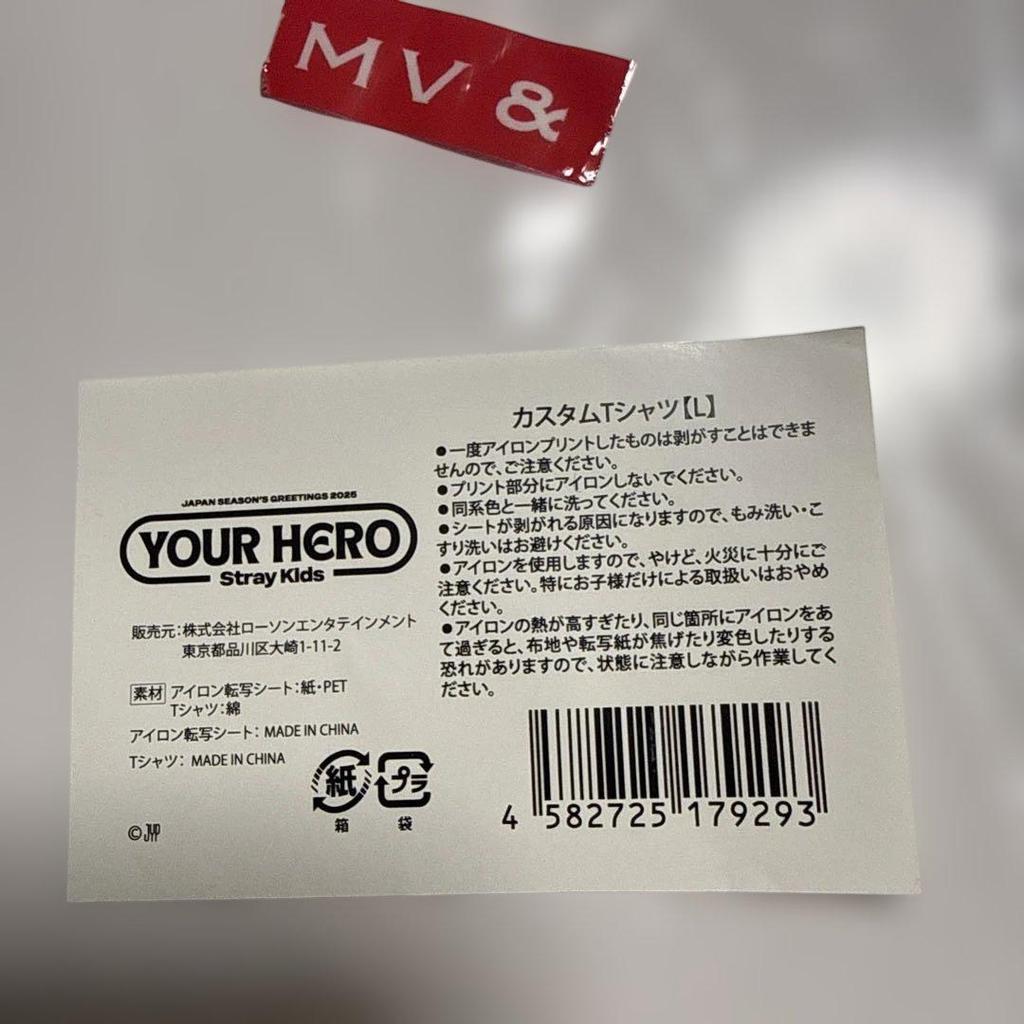 MV &
JAPAN SEASON'S GREETINGS 2025
YOUR HERO
Stray Kids
販売元：株式会社ローソンエンタテインメント
東京都品川区大崎1-11-2
素材 アイロン転写シート：紙・PET
Tシャツ：綿
アイロン転写シート： MADE IN CHINA
Tシャツ： MADE IN CHINA
紙 プラ
箱 袋
© JYP
カスタムTシャツ【L】
●一度アイロンプリントしたものは剥がすことはできま
せんので、ご注意ください。
●プリント部分にアイロンしないでください。
●同系色と一緒に洗ってください。
●シートが剥がれる原因になりますので、もみ洗い・こ
すり洗いはお避けください。
●アイロンを使用しますので、やけど、火災に十分にご
注意ください。特にお子様だけによる取扱いはおやめ
ください。
●アイロンの熱が高すぎたり、同じ箇所にアイロンをあ
て過ぎると、布地や転写紙が焦げたり変色したりする
恐れがありますので、状態に注意しながら作業してく
ださい。
4 582725 179293